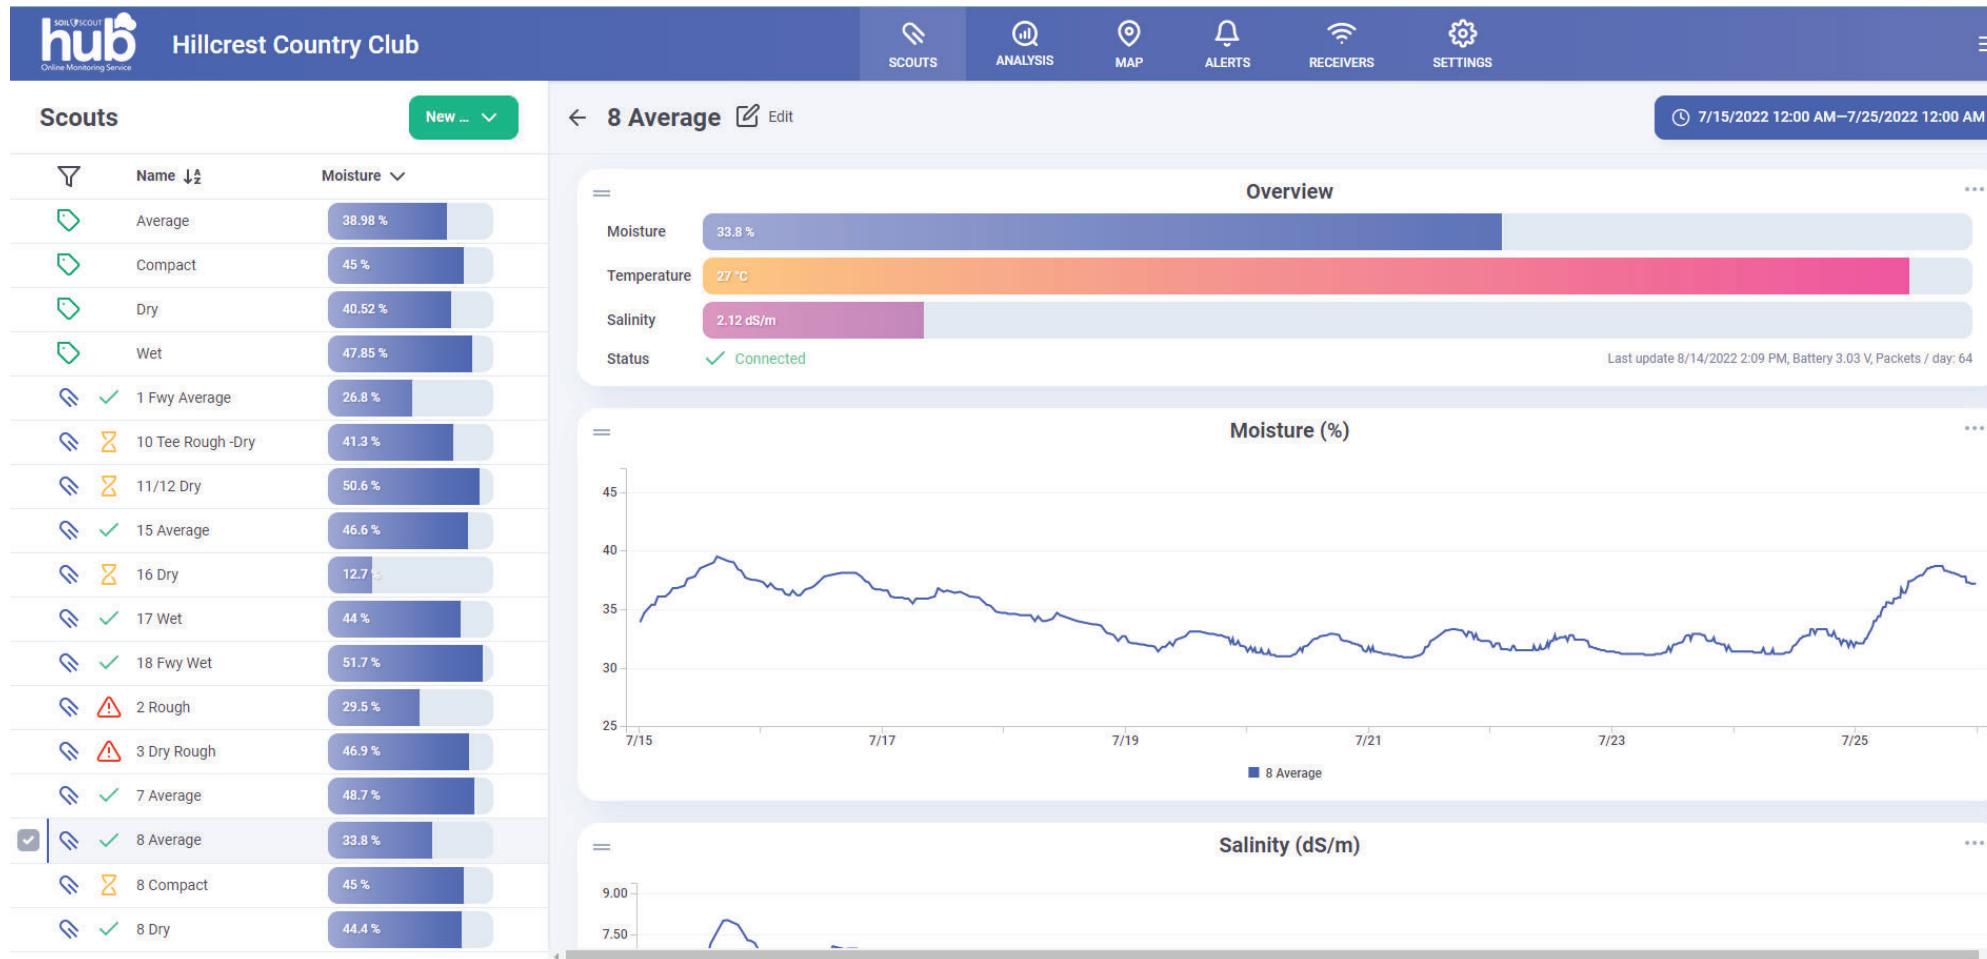 SOIL SCOUT
hub
Online Monitoring Service
Hillcrest Country Club
SCOUTS
ANALYSIS
MAP
ALERTS
RECEIVERS
SETTINGS
Scouts
New ...
Name
Moisture
Average 38.98 %
Compact 45 %
Dry 40.52 %
Wet 47.85 %
1 Fwy Average 26.8 %
10 Tee Rough -Dry 41.3 %
11/12 Dry 50.6 %
15 Average 46.6 %
16 Dry 12.7 %
17 Wet 44 %
18 Fwy Wet 51.7 %
2 Rough 29.5 %
3 Dry Rough 46.9 %
7 Average 48.7 %
8 Average 33.8 %
8 Compact 45 %
8 Dry 44.4 %
8 Average Edit
7/15/2022 12:00 AM—7/25/2022 12:00 AM
Overview
Moisture 33.8 %
Temperature 27 °C
Salinity 2.12 dS/m
Status Connected
Last update 8/14/2022 2:09 PM, Battery 3.03 V, Packets / day: 64
Moisture (%)
45
40
35
30
25
7/15 7/17 7/19 7/21 7/23 7/25
8 Average
Salinity (dS/m)
9.00
7.50